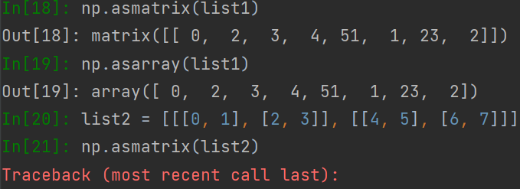 In[18]: np.asmatrix(list1)
Out[18]: matrix([[ 0,  2,  3,  4, 51,  1, 23,  2]])
In[19]: np.asarray(list1)
Out[19]: array([ 0,  2,  3,  4, 51,  1, 23,  2])
In[20]: list2 = [[[0, 1], [2, 3]], [[4, 5], [6, 7]]]
In[21]: np.asmatrix(list2)
Traceback (most recent call last):